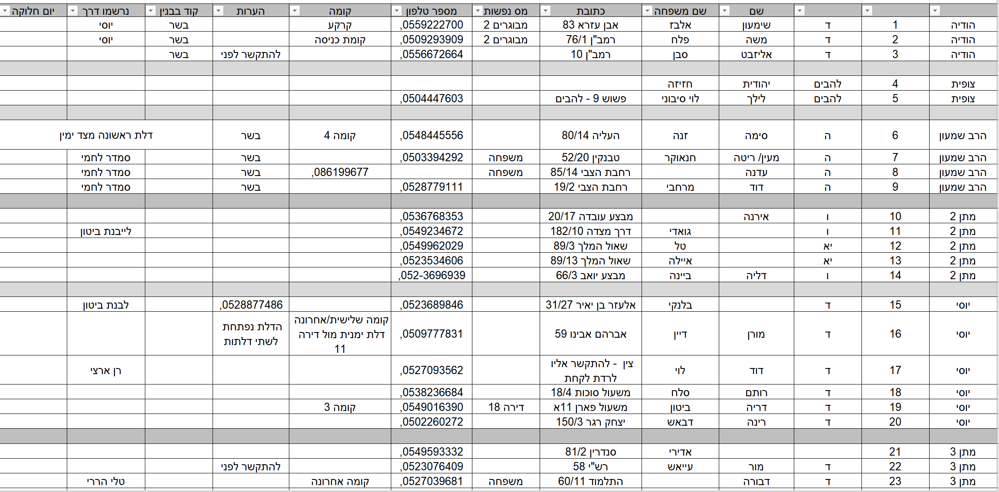 שם שם משפחה כתובת מס נפשות מספר טלפון קומה הערות קוד בבנין נרשמו דרך יום חלוקה
הודיה 1 ד שימעון אלבז אבן עזרא 83 מבוגרים 2 0559222700, קרקע בשר יוסי
הודיה 2 ד משה פלח רמב"ן 76/1 מבוגרים 2 0509293909, קומת כניסה בשר יוסי
הודיה 3 ד אליזבט סבן רמב"ן 10 0556672664, להתקשר לפני בשר
צופית 4 להבים יהודית חזיזה
צופית 5 להבים לילך לוי סיבוני פשוש 9 - להבים 0504447603,
הרב שמעון 6 ה סימה זנה העליה 80/14 0548445556, קומה 4 בשר דלת ראשונה מצד ימין
הרב שמעון 7 ה מעין/ ריטה חנאוקר טבנקין 52/20 משפחה 0503394292, בשר סמדר לחמי
הרב שמעון 8 ה עדנה רחבת הצבי 85/14 משפחה 086199677, בשר סמדר לחמי
הרב שמעון 9 ה דוד מרחבי רחבת הצבי 19/2 0528779111, בשר סמדר לחמי
מתן 2 10 ו אירנה מבצע עובדה 20/17 0536768353,
מתן 2 11 ו גואדי דרך מצדה 182/10 0549234672, לייבנת ביטון
מתן 2 12 יא טל שאול המלך 89/3 0549962029,
מתן 2 13 יא איילה שאול המלך 89/13 0523534606,
מתן 2 14 ו דליה ביינה מבצע יואב 66/3 052-3696939,
יוסי 15 ד בלנקי אלעזר בן יאיר 31/27 0523689846, 0528877486, לבנת ביטון
יוסי 16 ד מורן דיין אברהם אבינו 59 0509777831, קומה שלישית/אחרונה
דלת ימנית מול דירה
11
הדלת נפתחת
לשתי דלתות
יוסי 17 ד דוד לוי צין - להתקשר אליו
לרדת לקחת
0527093562, רן ארצי
יוסי 18 ד רותם סלח משעול סוכות 18/4 0538236684,
יוסי 19 ד דריה ביטון משעול פארן 11א דירה 18 0549016390, קומה 3
יוסי 20 ד רינה דבאש יצחק רגר 150/3 0502260272,
מתן 3 21 אדירי סנדרין 81/2 0549593332,
מתן 3 22 ד מור עייאש רש"י 58 0523076409, להתקשר לפני
מתן 3 23 ד דבורה התלמוד 60/11 משפחה 0527039681, קומה אחרונה טלי הררי